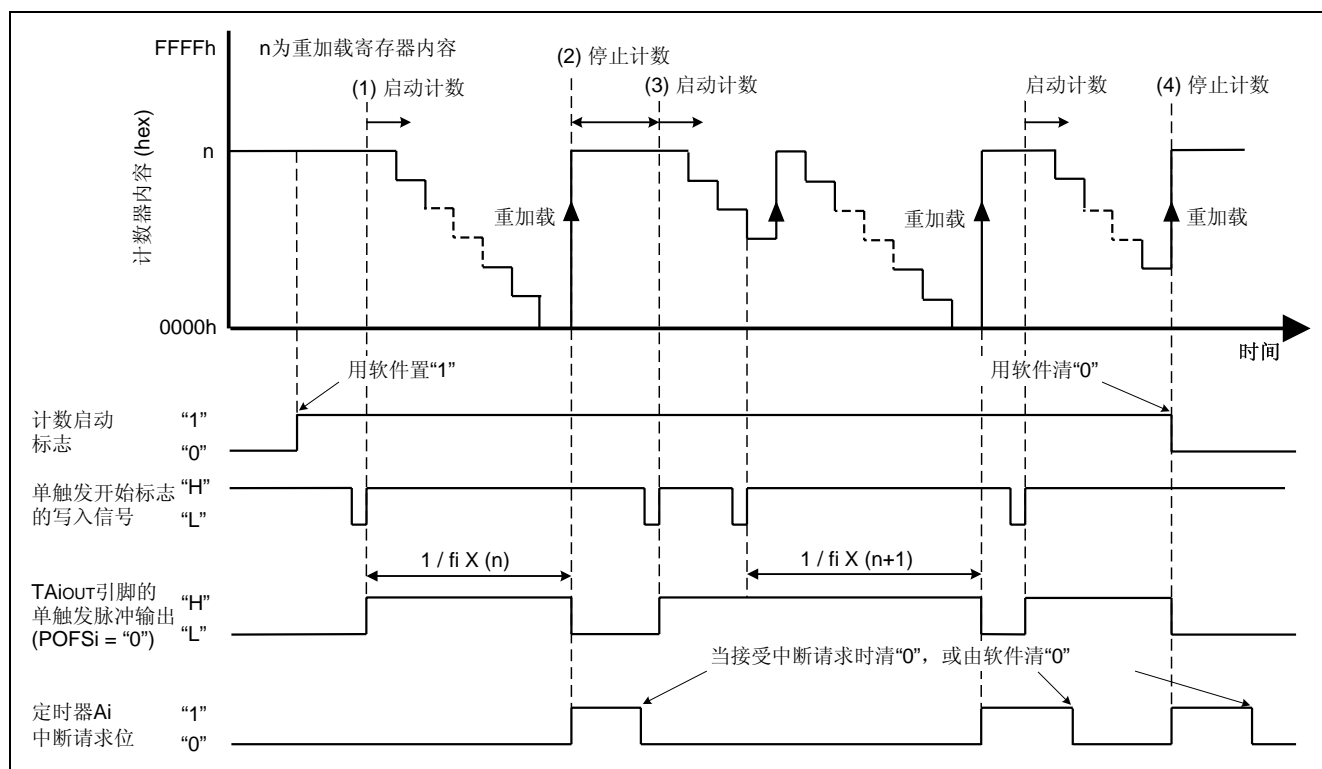 FFFFh
n为重加载寄存器内容
(1) 启动计数
(2) 停止计数
(3) 启动计数
启动计数
(4) 停止计数
计数器内容 (hex)
n
重加载
重加载
重加载
0000h
时间
用软件置“1”
用软件清“0”
计数启动
标志
“1”
“0”
单触发开始标志
的写入信号
“H”
“L”
1 / fi X (n)
1 / fi X (n+1)
TAiOUT引脚的
单触发脉冲输出
(POFSi = “0”)
“H”
“L”
当接受中断请求时清“0”，或由软件清“0”
定时器Ai
中断请求位
“1”
“0”